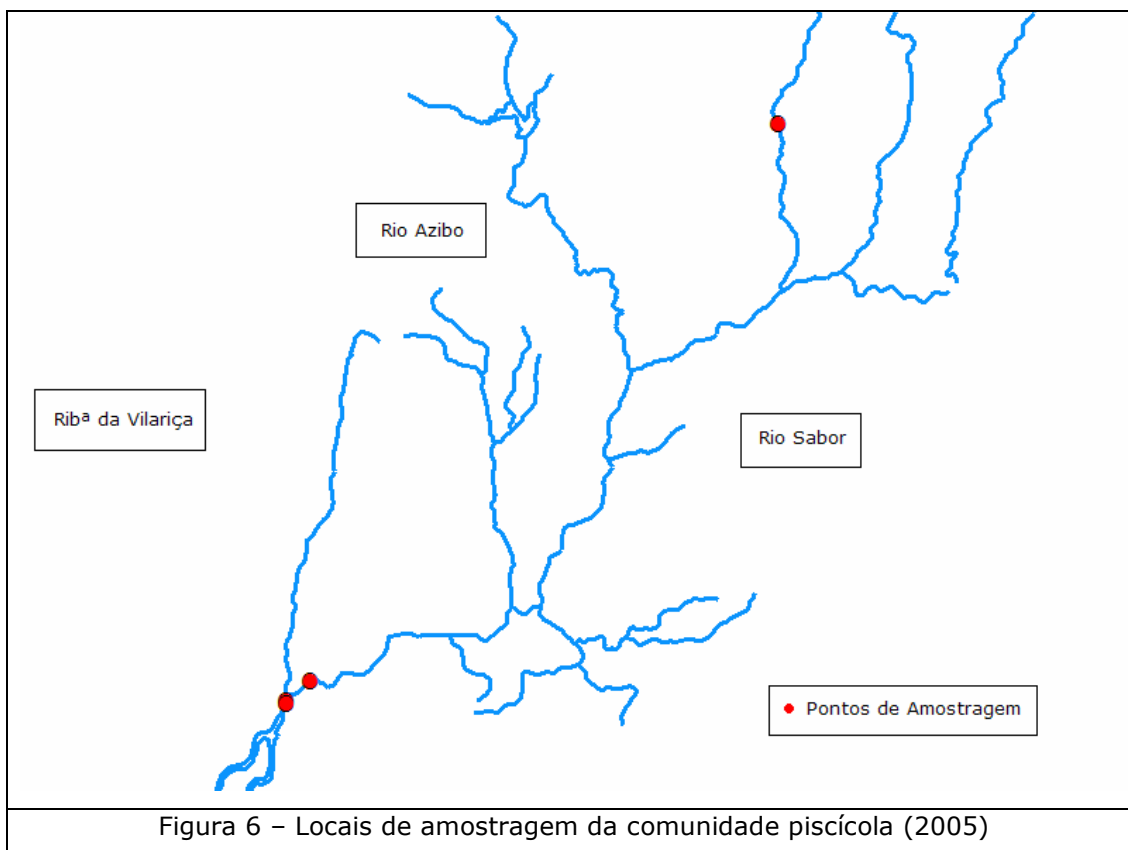 Rio Azibo
Ribª da Vilariça
Rio Sabor
Pontos de Amostragem
Figura 6 – Locais de amostragem da comunidade piscícola (2005)